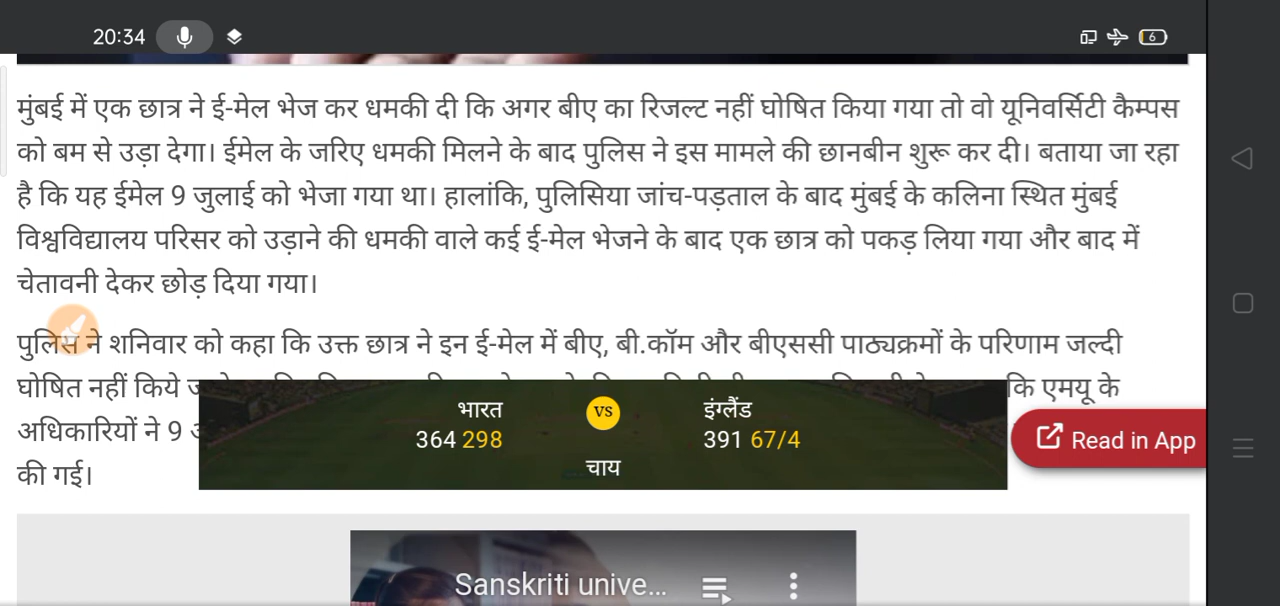 20:34
6
मुंबई में एक छात्र ने ई-मेल भेज कर धमकी दी कि अगर बीए का रिजल्ट नहीं घोषित किया गया तो वो यूनिवर्सिटी कैम्पस
को बम से उड़ा देगा। ईमेल के जरिए धमकी मिलने के बाद पुलिस ने इस मामले की छानबीन शुरू कर दी। बताया जा रहा
है कि यह ईमेल 9 जुलाई को भेजा गया था। हालांकि, पुलिसिया जांच-पड़ताल के बाद मुंबई के कलिना स्थित मुंबई
विश्वविद्यालय परिसर को उड़ाने की धमकी वाले कई ई-मेल भेजने के बाद एक छात्र को पकड़ लिया गया और बाद में
चेतावनी देकर छोड़ दिया गया।
पुलिस ने शनिवार को कहा कि उक्त छात्र ने इन ई-मेल में बीए, बी.कॉम और बीएससी पाठ्यक्रमों के परिणाम जल्दी
घोषित नहीं किये कि एमयू के
अधिकारियों ने 9
की गई।
भारत VS इंग्लैंड
364 298 391 67/4
चाय
Read in App
Sanskriti unive...